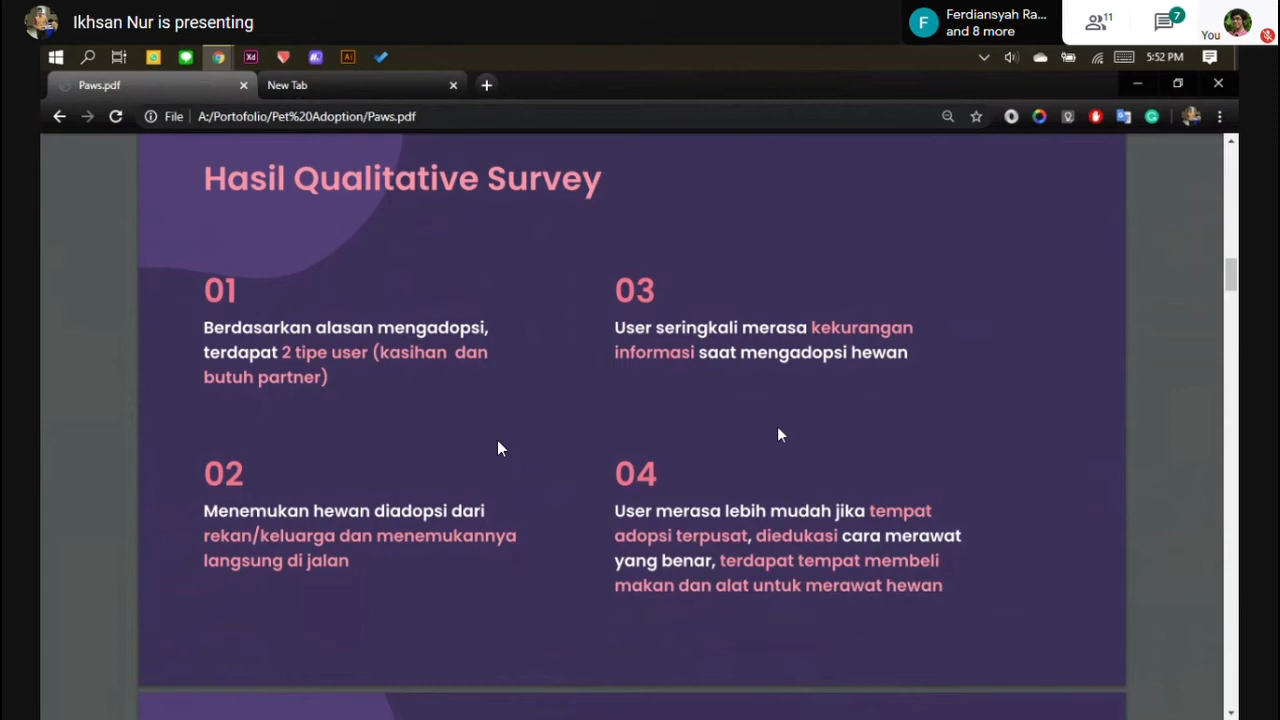 Ikhsan Nur is presenting
F
Ferdiansyah Ra...
and 8 more
11
7
You
Xd
Ai
5:52 PM
Paws.pdf
New Tab
File
A:/Portofolio/Pet%20Adoption/Paws.pdf
Hasil Qualitative Survey
01
Berdasarkan alasan mengadopsi,
terdapat 2 tipe user (kasihan dan
butuh partner)
02
Menemukan hewan diadopsi dari
rekan/keluarga dan menemukannya
langsung di jalan
03
User seringkali merasa kekurangan
informasi saat mengadopsi hewan
04
User merasa lebih mudah jika tempat
adopsi terpusat, diedukasi cara merawat
yang benar, terdapat tempat membeli
makan dan alat untuk merawat hewan